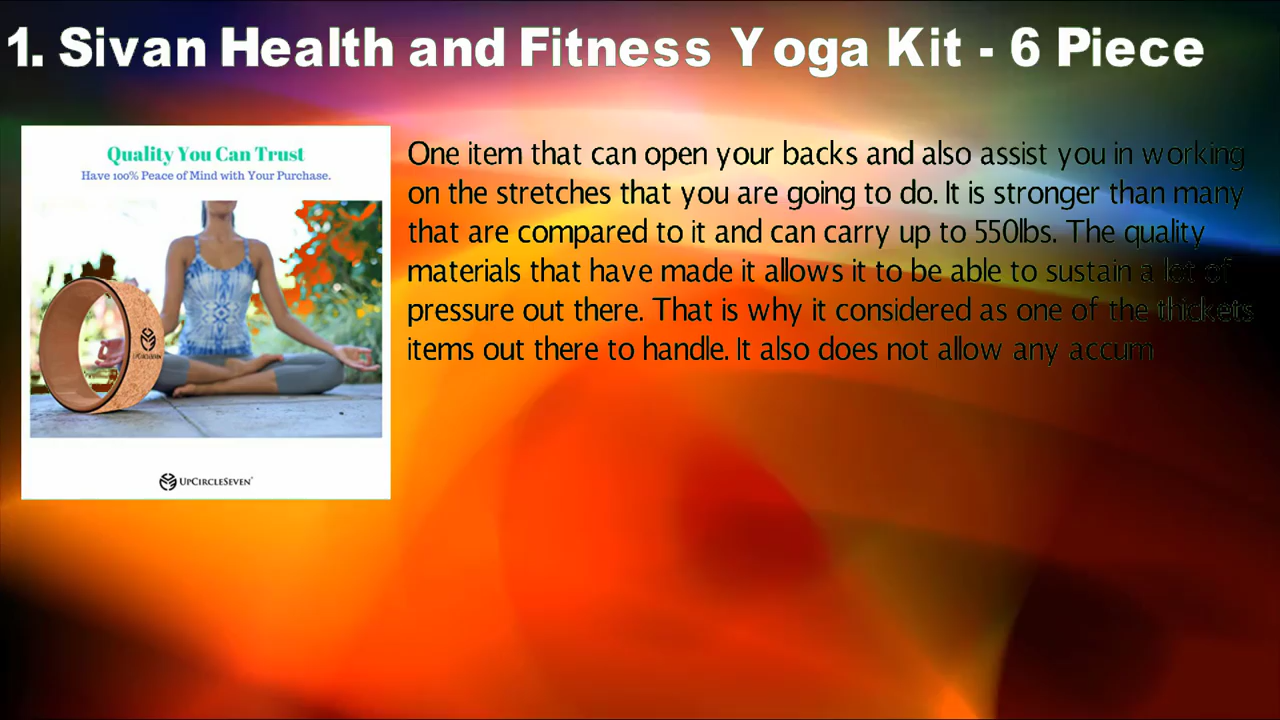 1. Sivan Health and Fitness Yoga Kit - 6 Piece
Quality You Can Trust
Have 100% Peace of Mind with Your Purchase.
UPCIRCLESEVEN
UPCIRCLESEVEN
One item that can open your backs and also assist you in working
on the stretches that you are going to do. It is stronger than many
that are compared to it and can carry up to 550lbs. The quality
materials that have made it allows it to be able to sustain a lot of
pressure out there. That is why it considered as one of the thickets
items out there to handle. It also does not allow any accum